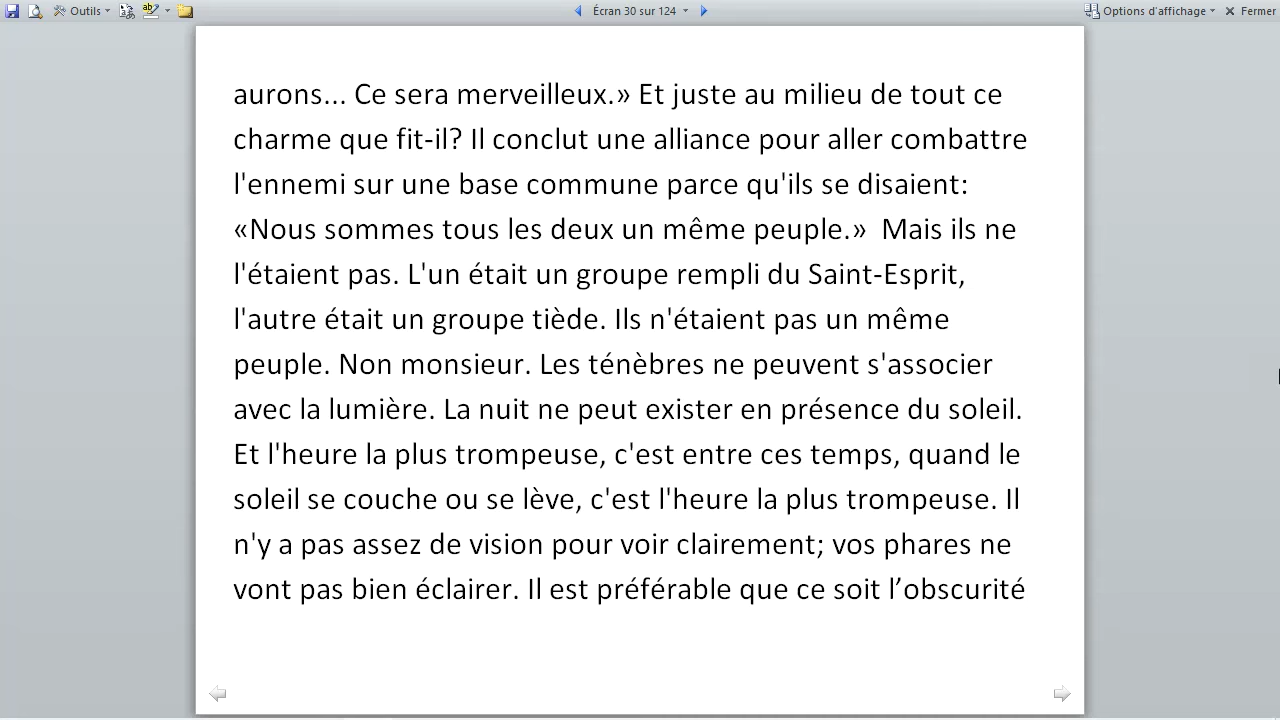 Outils
Écran 30 sur 124
Options d'affichage
Fermer
aurons... Ce sera merveilleux.» Et juste au milieu de tout ce
charme que fit-il? Il conclut une alliance pour aller combattre
l'ennemi sur une base commune parce qu'ils se disaient:
«Nous sommes tous les deux un même peuple.»  Mais ils ne
l'étaient pas. L'un était un groupe rempli du Saint-Esprit,
l'autre était un groupe tiède. Ils n'étaient pas un même
peuple. Non monsieur. Les ténèbres ne peuvent s'associer
avec la lumière. La nuit ne peut exister en présence du soleil.
Et l'heure la plus trompeuse, c'est entre ces temps, quand le
soleil se couche ou se lève, c'est l'heure la plus trompeuse. Il
n'y a pas assez de vision pour voir clairement; vos phares ne
vont pas bien éclairer. Il est préférable que ce soit l’obscurité